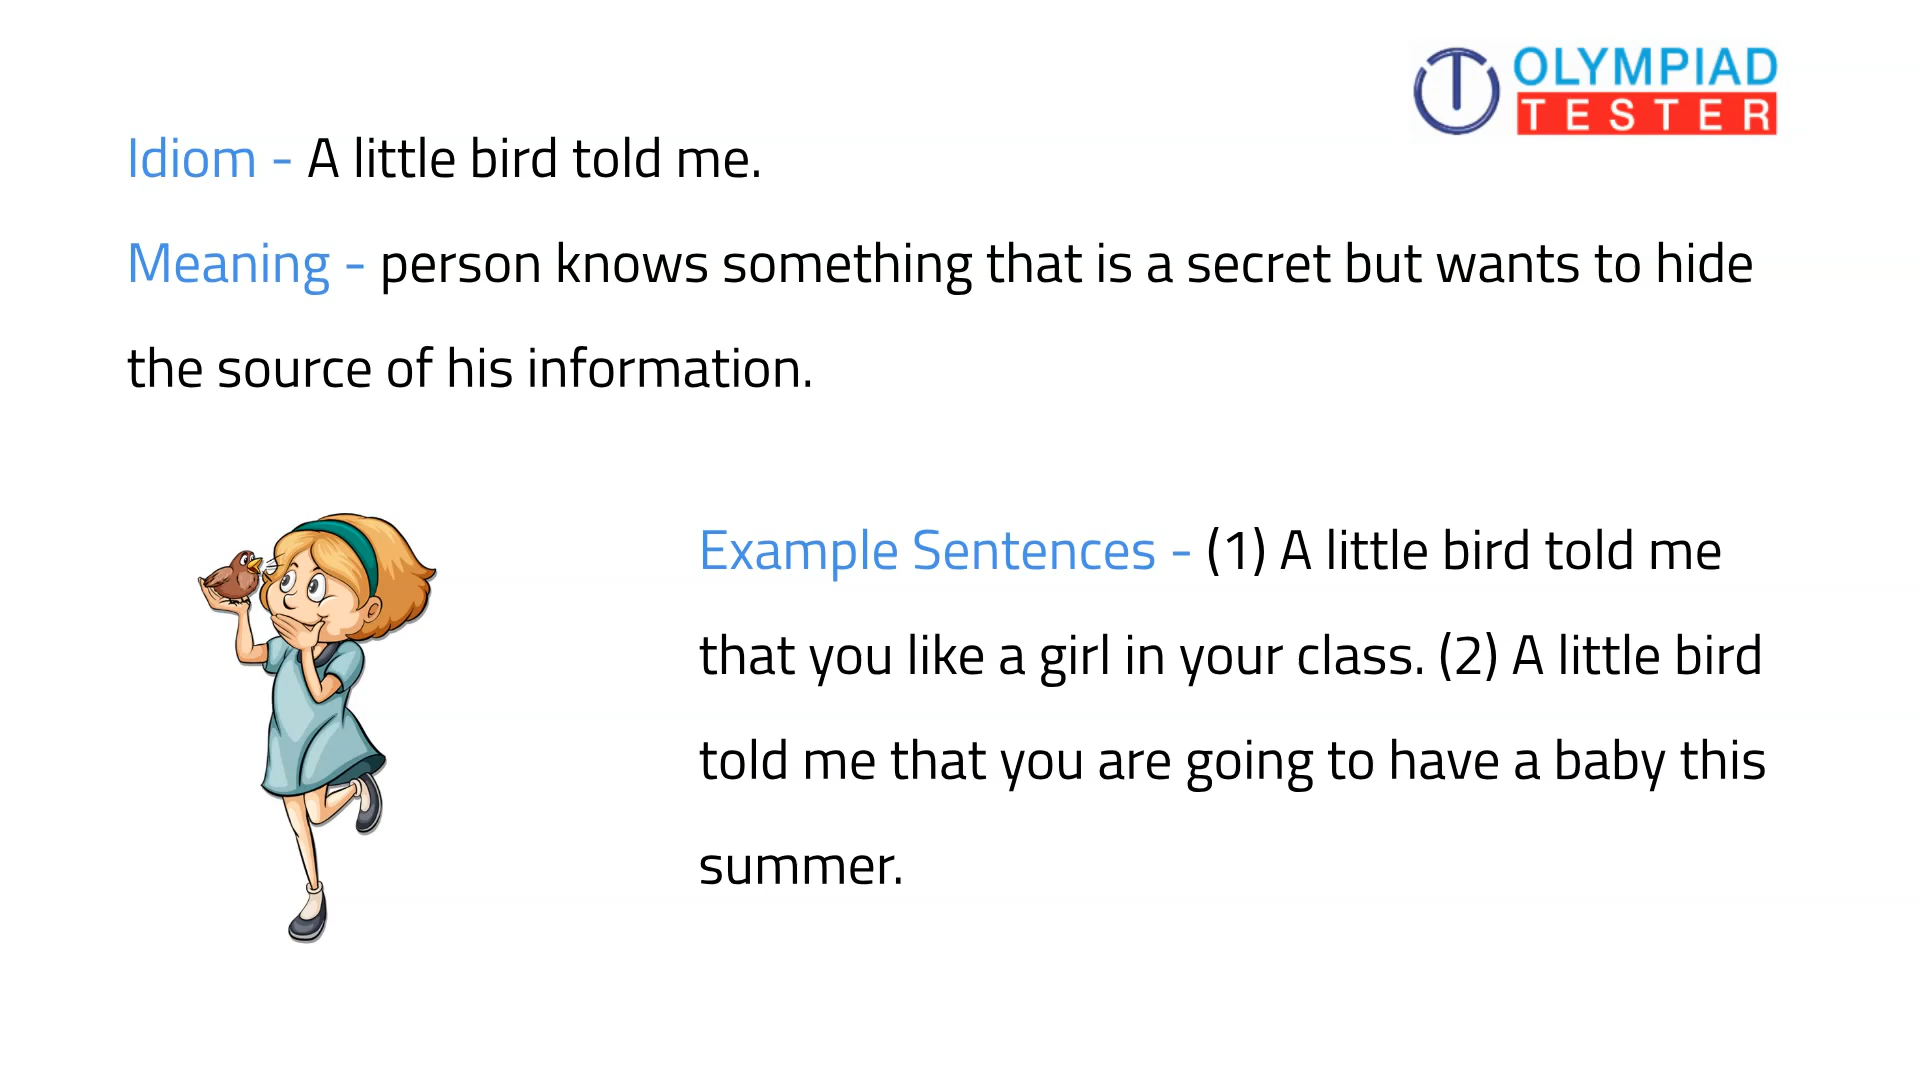 OLYMPIAD
TESTER
Idiom - A little bird told me.
Meaning - person knows something that is a secret but wants to hide
the source of his information.
Example Sentences - (1) A little bird told me
that you like a girl in your class. (2) A little bird
told me that you are going to have a baby this
summer.